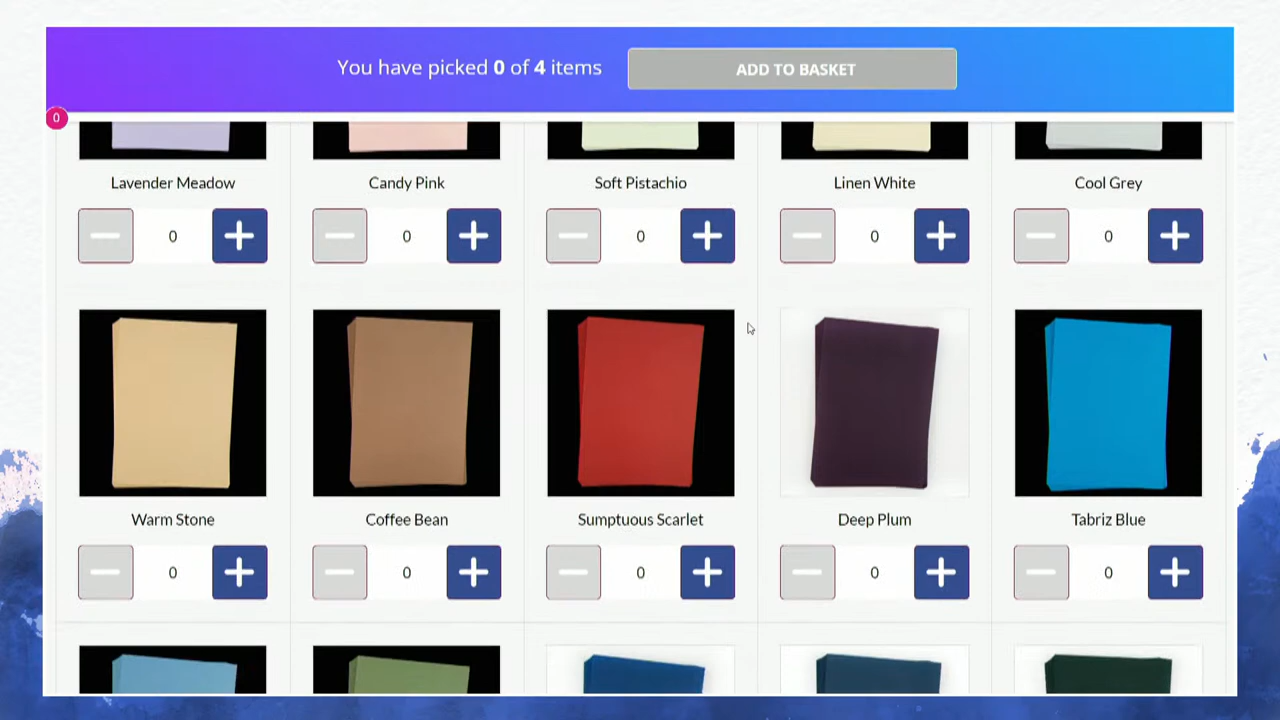 You have picked 0 of 4 items
ADD TO BASKET
0
Lavender Meadow
Candy Pink
Soft Pistachio
Linen White
Cool Grey
0
0
0
0
0
Warm Stone
Coffee Bean
Sumptuous Scarlet
Deep Plum
Tabriz Blue
0
0
0
0
0